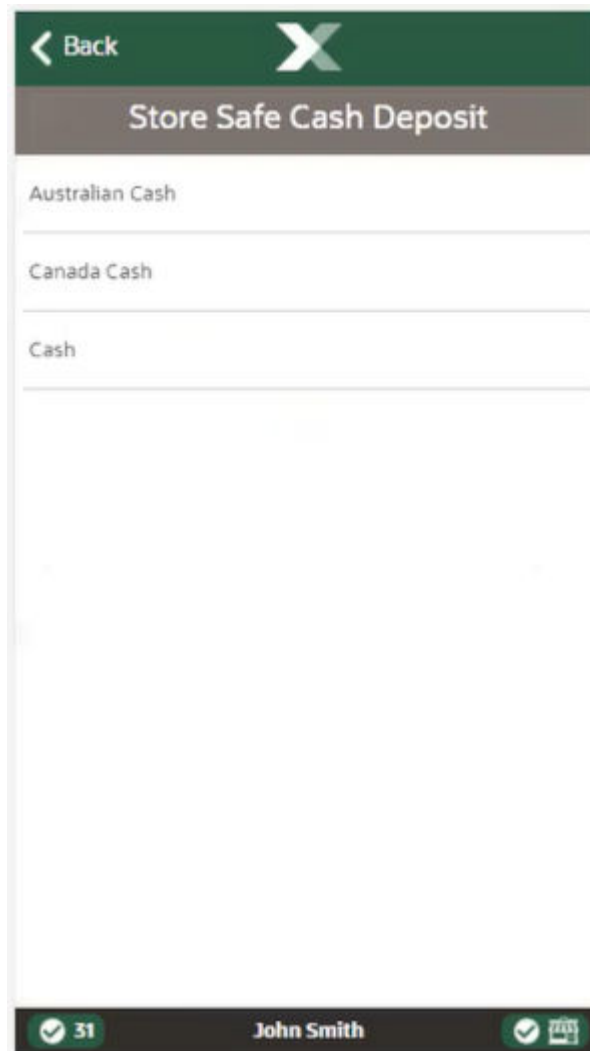 Back
Store Safe Cash Deposit
Australian Cash
Canada Cash
Cash
31 John Smith